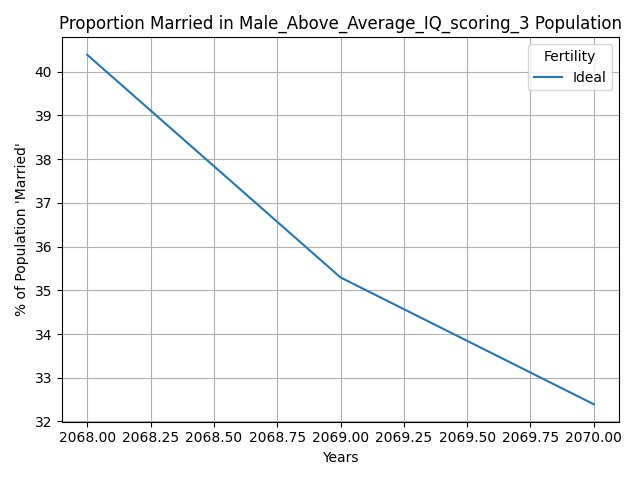 Proportion Married in Male_Above_Average_IQ_scoring_3 Population
Fertility
Ideal
% of Population 'Married'
40
39
38
37
36
35
34
33
32
2068.00 2068.25 2068.50 2068.75 2069.00 2069.25 2069.50 2069.75 2070.00
Years